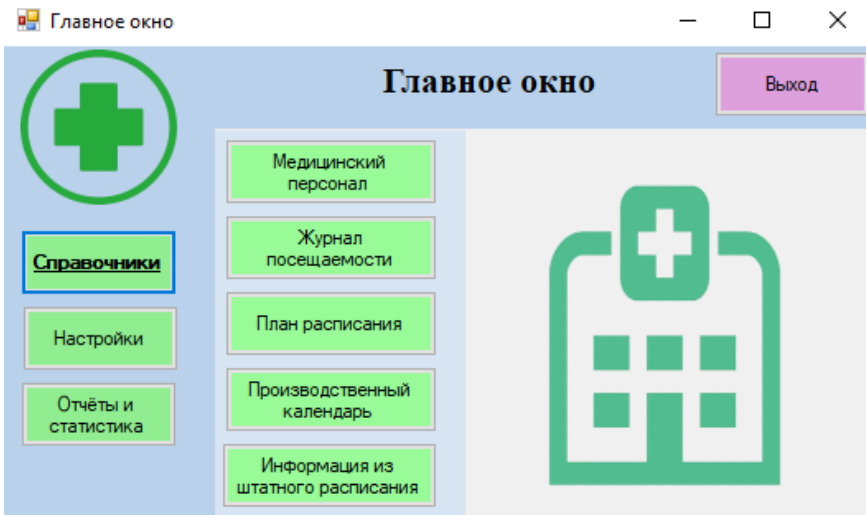 Главное окно
Главное окно
Выход
Справочники
Настройки
Отчёты и
статистика
Медицинский
персонал
Журнал
посещаемости
План расписания
Производственный
календарь
Информация из
штатного расписания